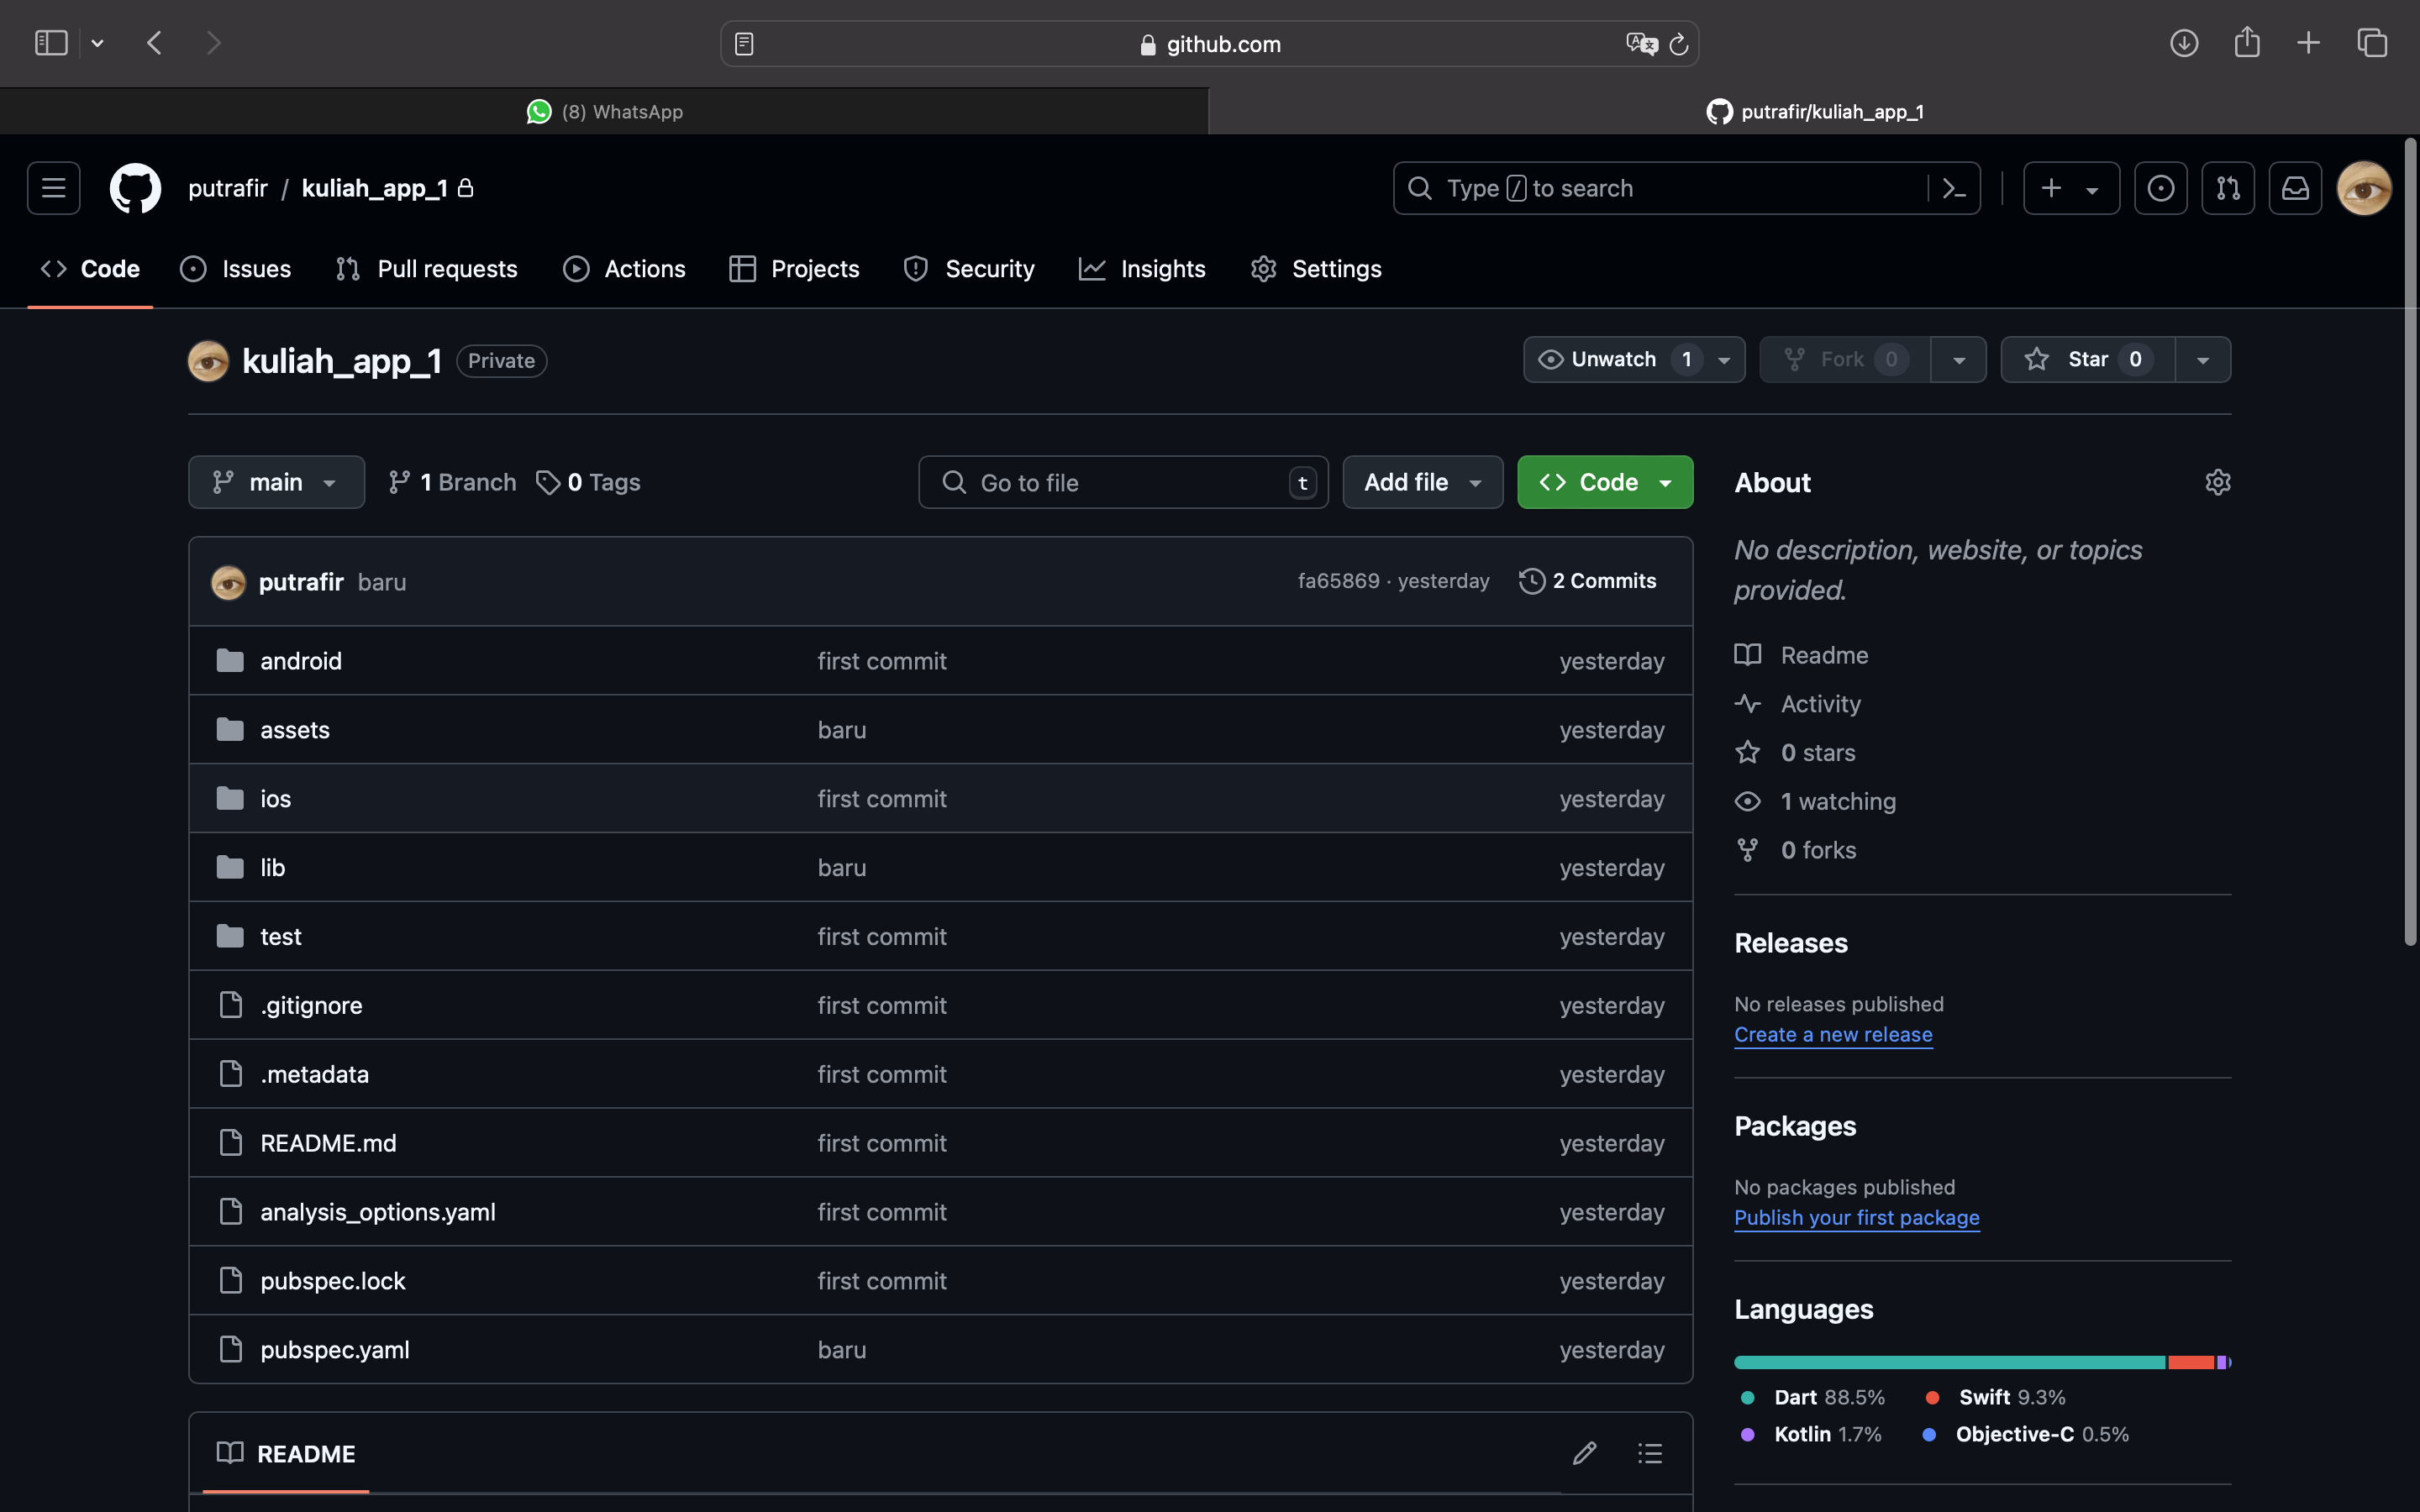 github.com
(8) WhatsApp
putrafir/kuliah_app_1
putrafir / kuliah_app_1
Type / to search
Code Issues Pull requests Actions Projects Security Insights Settings
kuliah_app_1 Private
Unwatch 1 Fork 0 Star 0
main 1 Branch 0 Tags
Go to file t
Add file
Code
putrafir baru fa65869 · yesterday 2 Commits
android first commit yesterday
assets baru yesterday
ios first commit yesterday
lib baru yesterday
test first commit yesterday
.gitignore first commit yesterday
.metadata first commit yesterday
README.md first commit yesterday
analysis_options.yaml first commit yesterday
pubspec.lock first commit yesterday
pubspec.yaml baru yesterday
README
About
No description, website, or topics
provided.
Readme
Activity
0 stars
1 watching
0 forks
Releases
No releases published
Create a new release
Packages
No packages published
Publish your first package
Languages
Dart 88.5% Swift 9.3%
Kotlin 1.7% Objective-C 0.5%